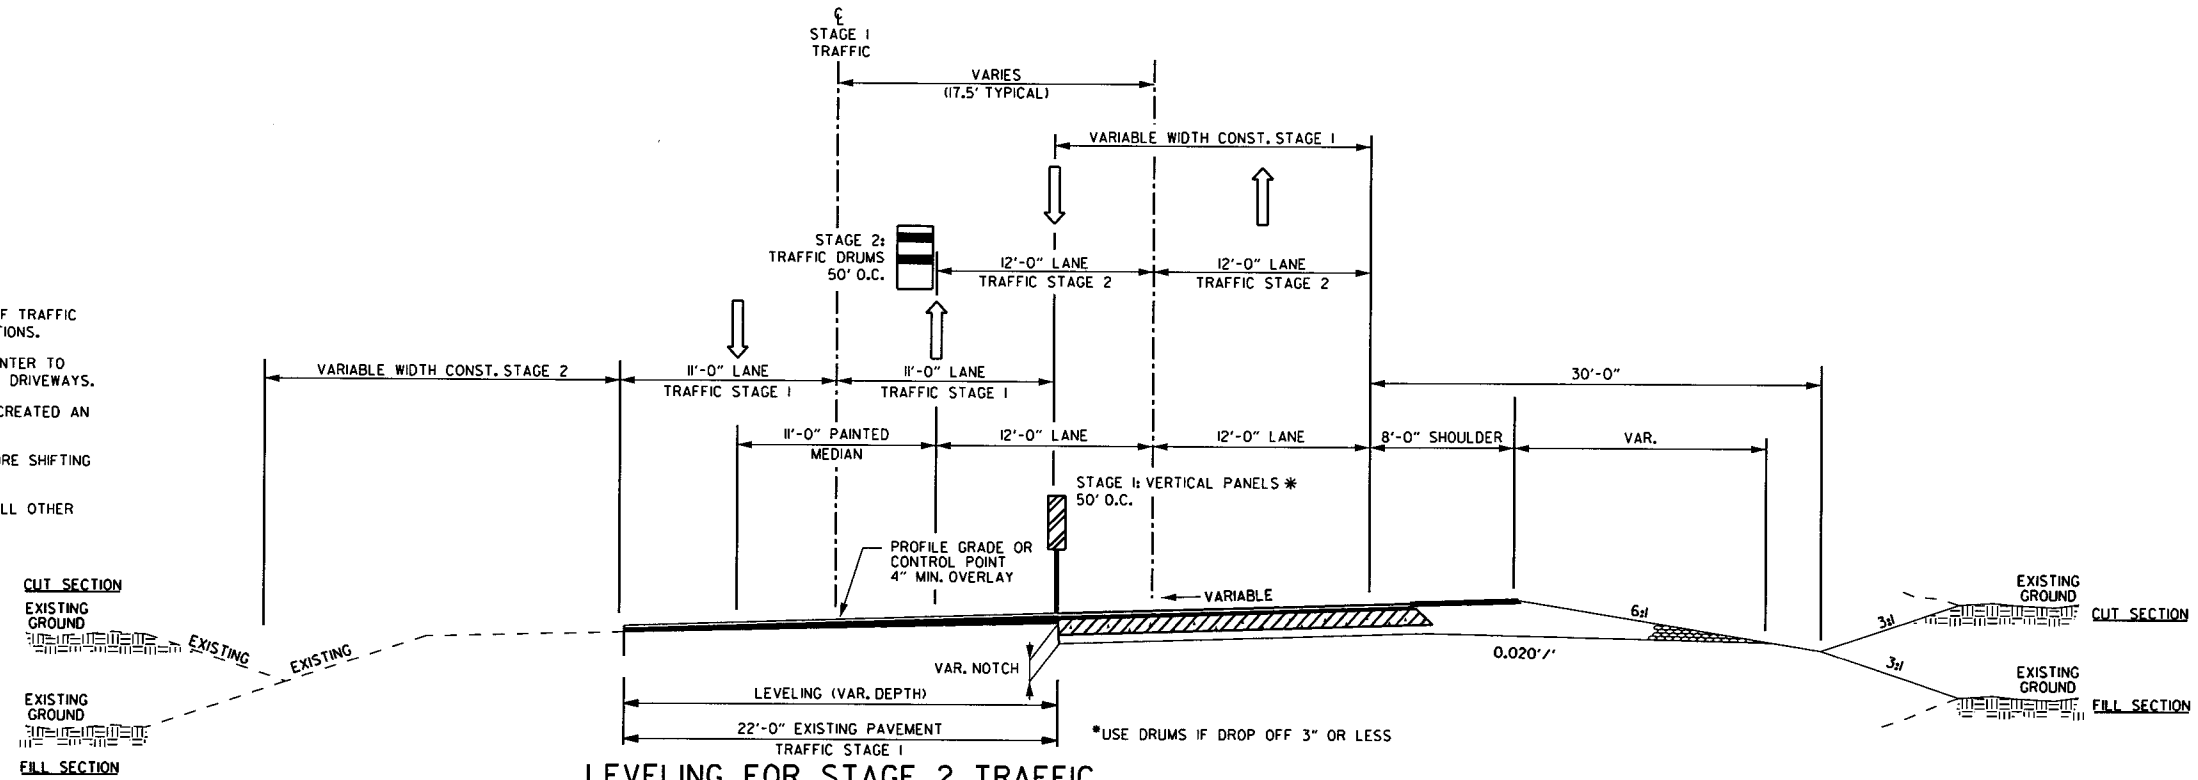 ℄
STAGE 1
TRAFFIC
VARIES
(17.5' TYPICAL)
VARIABLE WIDTH CONST. STAGE 1
STAGE 2:
TRAFFIC DRUMS
50' O.C.
12'-0" LANE
TRAFFIC STAGE 2
12'-0" LANE
TRAFFIC STAGE 2
F TRAFFIC
TIONS.
NTER TO
DRIVEWAYS.
CREATED AN
ORE SHIFTING
LL OTHER
VARIABLE WIDTH CONST. STAGE 2
11'-0" LANE
TRAFFIC STAGE 1
11'-0" LANE
TRAFFIC STAGE 1
30'-0"
11'-0" PAINTED
MEDIAN
12'-0" LANE
12'-0" LANE
8'-0" SHOULDER
VAR.
STAGE 1: VERTICAL PANELS *
50' O.C.
PROFILE GRADE OR
CONTROL POINT
4" MIN. OVERLAY
VARIABLE
CUT SECTION
EXISTING
GROUND
EXISTING
EXISTING
EXISTING
GROUND
FILL SECTION
6:1
3:1
3:1
0.020'/'
EXISTING
GROUND
CUT SECTION
EXISTING
GROUND
FILL SECTION
VAR. NOTCH
LEVELING (VAR. DEPTH)
22'-0" EXISTING PAVEMENT
TRAFFIC STAGE 1
*USE DRUMS IF DROP OFF 3" OR LESS
LEVELING FOR STAGE 2 TRAFFIC